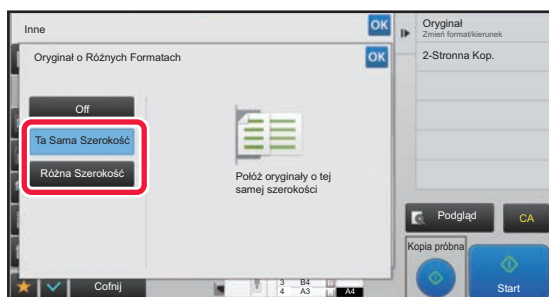 Inne
OK
Oryginał o Różnych Formatach
OK
Off
Ta Sama Szerokość
Różna Szerokość
Połóż oryginały o tej
samej szerokości
Cofnij
3 B4
4 A3
A4
Oryginał
Zmień format/kierunek
2-Stronna Kop.
Podgląd
CA
Kopia próbna
Start